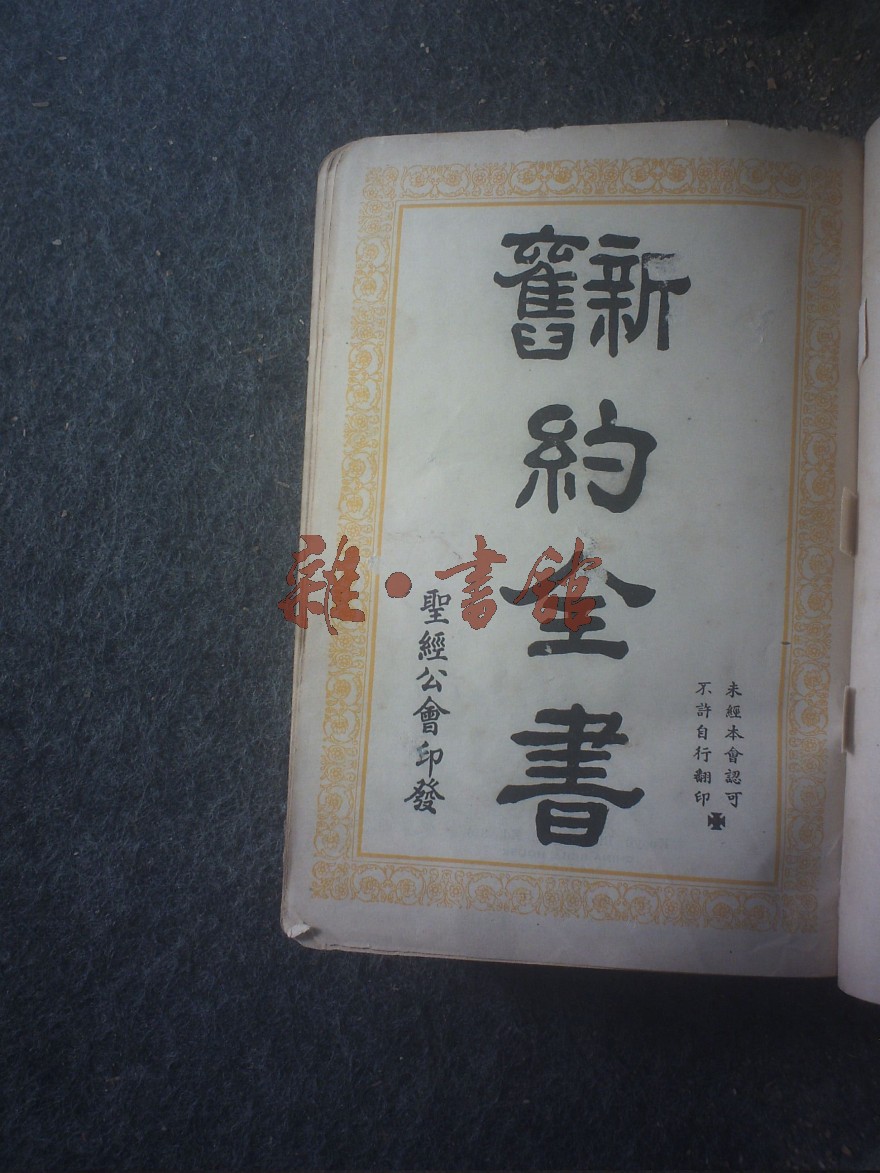 新舊約全書
未經本會認可
不許自行翻印
聖經公會印發
雜·書館